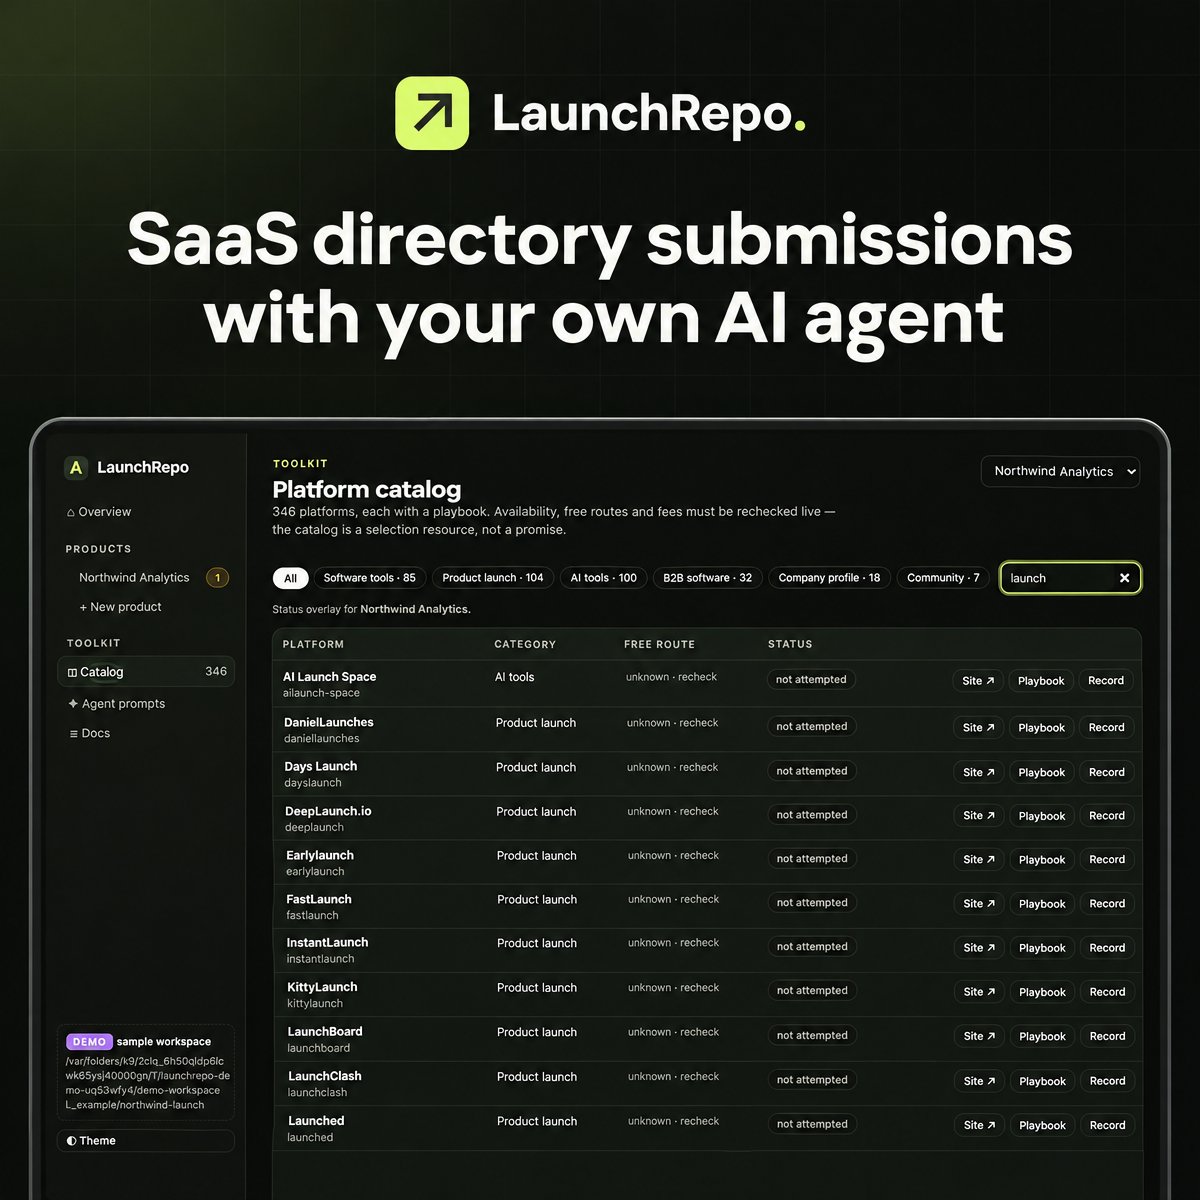 LaunchRepo.
SaaS directory submissions
with your own AI agent
A LaunchRepo
Overview
PRODUCTS
Northwind Analytics 1
+ New product
TOOLKIT
Catalog 346
Agent prompts
Docs
DEMO sample workspace
/var/folders/k9/2clq_6h50qldp6lc
wk65ysj40000gn/T/launchrepo-de
mo-uq53wfy4/demo-workspace
L_example/northwind-launch
Theme
TOOLKIT
Platform catalog
346 platforms, each with a playbook. Availability, free routes and fees must be rechecked live —
the catalog is a selection resource, not a promise.
Northwind Analytics
All Software tools · 85 Product launch · 104 AI tools · 100 B2B software · 32 Company profile · 18 Community · 7 launch ×
Status overlay for Northwind Analytics.
PLATFORM CATEGORY FREE ROUTE STATUS
AI Launch Space AI tools unknown · recheck not attempted Site ↗ Playbook Record
ailaunch-space
DanielLaunches Product launch unknown · recheck not attempted Site ↗ Playbook Record
daniellaunches
Days Launch Product launch unknown · recheck not attempted Site ↗ Playbook Record
dayslaunch
DeepLaunch.io Product launch unknown · recheck not attempted Site ↗ Playbook Record
deeplaunch
Earlylaunch Product launch unknown · recheck not attempted Site ↗ Playbook Record
earlylaunch
FastLaunch Product launch unknown · recheck not attempted Site ↗ Playbook Record
fastlaunch
InstantLaunch Product launch unknown · recheck not attempted Site ↗ Playbook Record
instantlaunch
KittyLaunch Product launch unknown · recheck not attempted Site ↗ Playbook Record
kittylaunch
LaunchBoard Product launch unknown · recheck not attempted Site ↗ Playbook Record
launchboard
LaunchClash Product launch unknown · recheck not attempted Site ↗ Playbook Record
launchclash
Launched Product launch unknown · recheck not attempted Site ↗ Playbook Record
launched